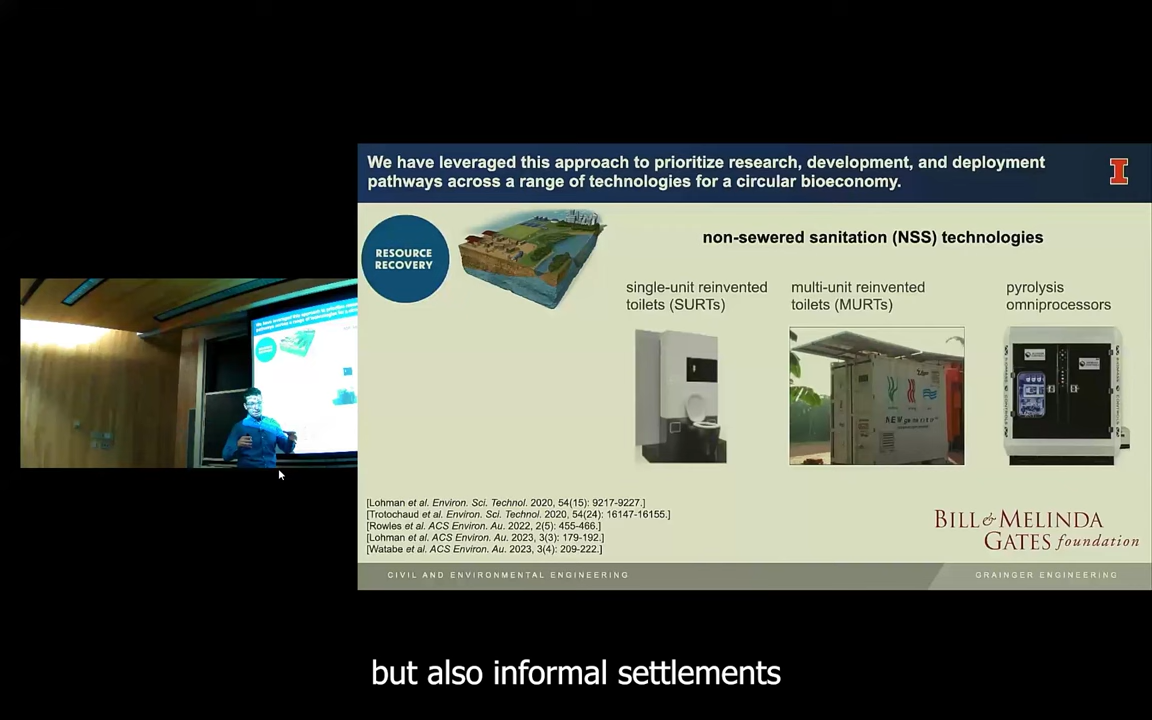 We have leveraged this approach to prioritize research, development, and deployment
pathways across a range of technologies for a circular bioeconomy.
I
RESOURCE
RECOVERY
non-sewered sanitation (NSS) technologies
single-unit reinvented
toilets (SURTs)
multi-unit reinvented
toilets (MURTs)
pyrolysis
omniprocessors
NEWgenerator
[Lohman et al. Environ. Sci. Technol. 2020, 54(15): 9217-9227.]
[Trotochaud et al. Environ. Sci. Technol. 2020, 54(24): 16147-16155.]
[Rowles et al. ACS Environ. Au. 2022, 2(5): 455-466.]
[Lohman et al. ACS Environ. Au. 2023, 3(3): 179-192.]
[Watabe et al. ACS Environ. Au. 2023, 3(4): 209-222.]
BILL & MELINDA
GATES foundation
CIVIL AND ENVIRONMENTAL ENGINEERING
GRAINGER ENGINEERING
but also informal settlements